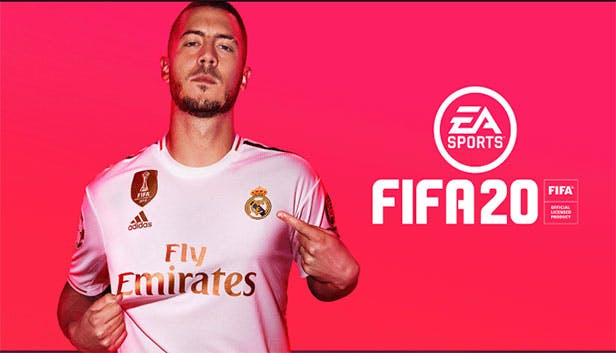 FIFA
adidas
Fly
Emirates
EA
SPORTS
FIFA20
FIFA
OFFICIAL
LICENSED
PRODUCT